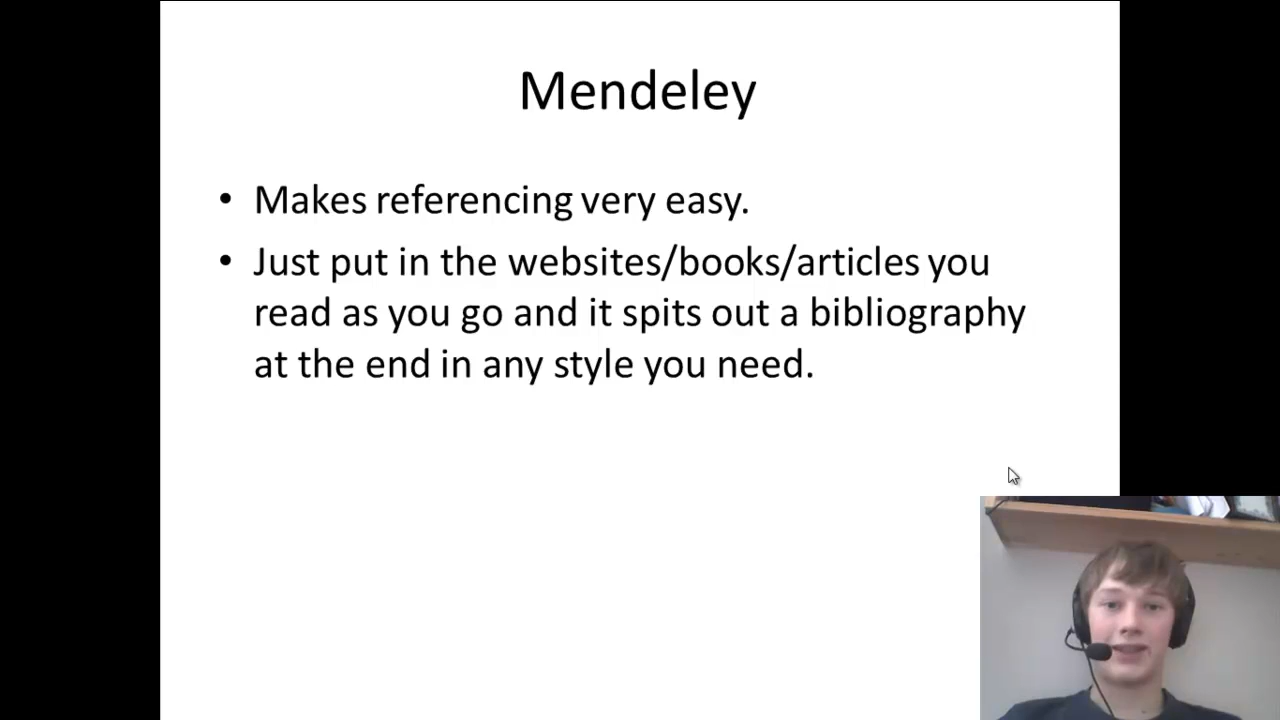 Mendeley
• Makes referencing very easy.
• Just put in the websites/books/articles you
read as you go and it spits out a bibliography
at the end in any style you need.